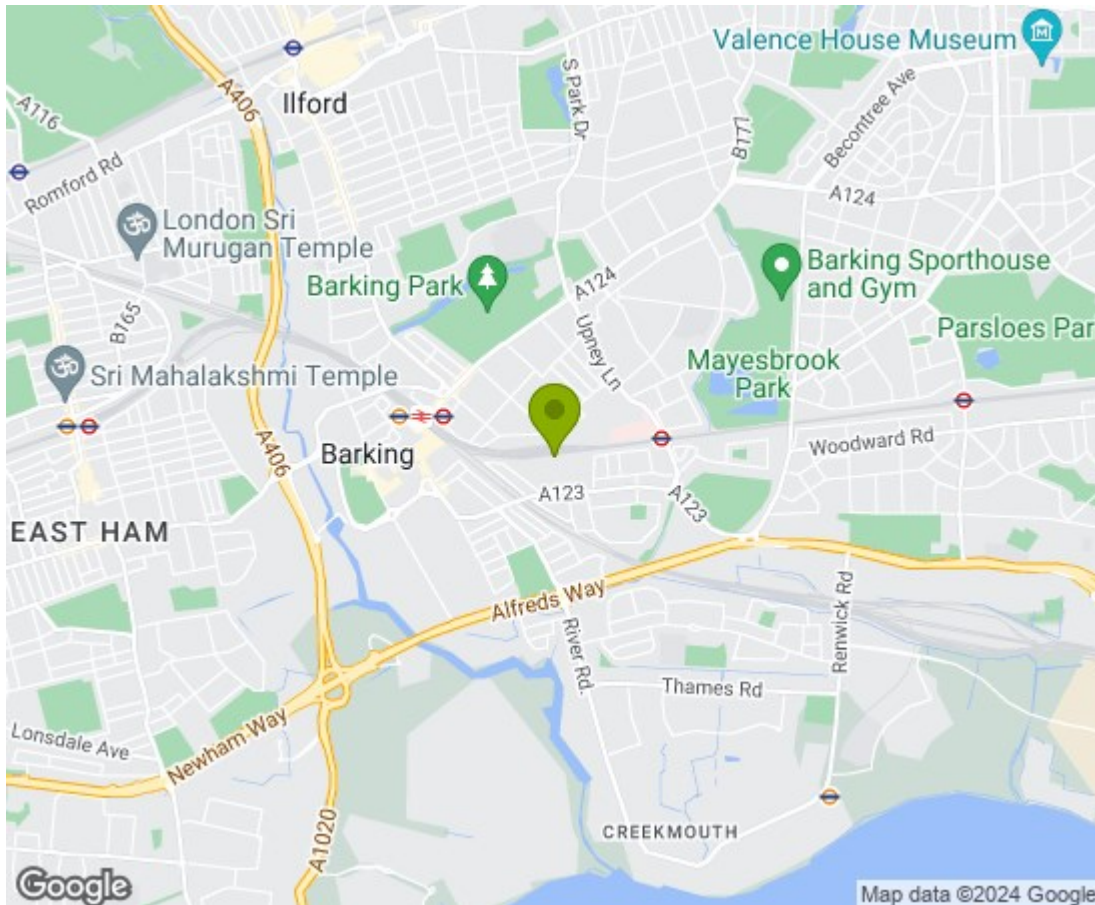 Valence House Museum
A406
S Park Dr
A116
Ilford
B177
Becontree Ave
Romford Rd
A124
London Sri
Murugan Temple
Barking Park
A124
Barking Sporthouse
and Gym
B165
Upney Ln
Parsloes Par
Sri Mahalakshmi Temple
Mayesbrook
Park
A406
Barking
Woodward Rd
A123
A123
EAST HAM
Alfreds Way
Renwick Rd
River Rd.
Thames Rd
Newham Way
Lonsdale Ave
A1020
CREEKMOUTH
Google
Map data ©2024 Google